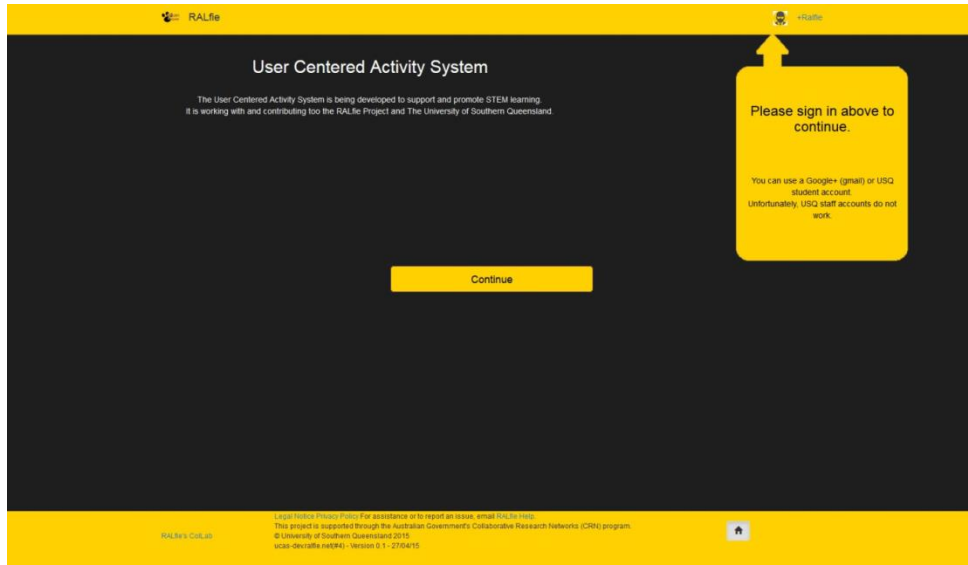 RALfie
+Ralfie
User Centered Activity System
The User Centered Activity System is being developed to support and promote STEM learning.
It is working with and contributing too the RALfie Project and The University of Southern Queensland.
Please sign in above to
continue.
You can use a Google+ (gmail) or USQ
student account.
Unfortunately, USQ staff accounts do not
work.
Continue
Legal Notice Privacy Policy For assistance or to report an issue, email RALfie Help.
This project is supported through the Australian Government's Collaborative Research Networks (CRN) program.
RALfie's CoLLab
© University of Southern Queensland 2015
ucas-dev.ralfie.net(#4) - Version 0.1 - 27/04/15